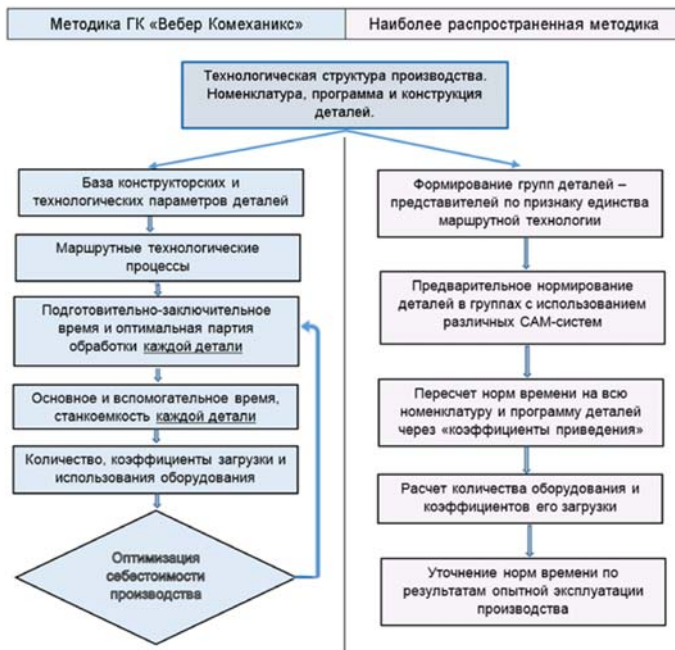 Методика ГК «Вебер Комеханикс»
Наиболее распространенная методика
Технологическая структура производства.
Номенклатура, программа и конструкция
деталей.
База конструкторских и
технологических параметров деталей
Маршрутные технологические
процессы
Подготовительно-заключительное
время и оптимальная партия
обработки каждой детали
Основное и вспомогательное время,
станкоемкость каждой детали
Количество, коэффициенты загрузки и
использования оборудования
Оптимизация
себестоимости
производства
Формирование групп деталей –
представителей по признаку единства
маршрутной технологии
Предварительное нормирование
деталей в группах с использованием
различных САМ-систем
Пересчет норм времени на всю
номенклатуру и программу деталей
через «коэффициенты приведения»
Расчет количества оборудования и
коэффициентов его загрузки
Уточнение норм времени по
результатам опытной эксплуатации
производства